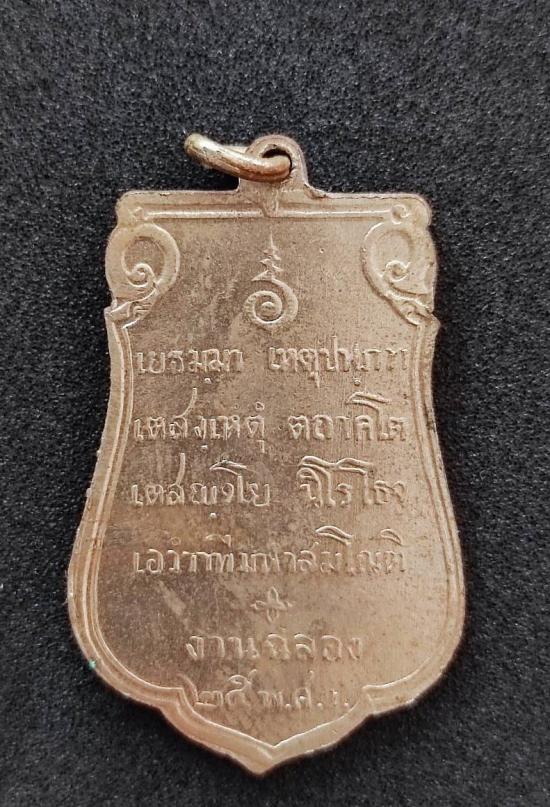 เยธมฺมา เหตุปฺปภวา
เตสํ เหตุํ ตถาคโต
เตสญฺจโย นิโรโธจ
เอวํวาทีมหาสมโณติ
งานฉลอง
๒๕ พ.ศ.ว.